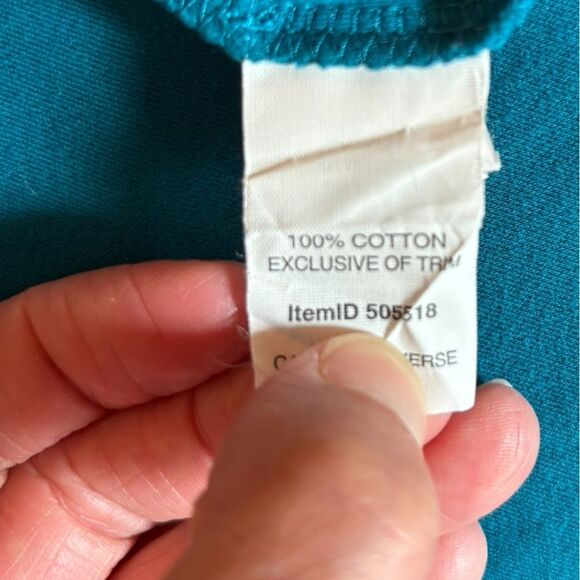 100% COTTON
EXCLUSIVE OF TRIM
ItemID 505518